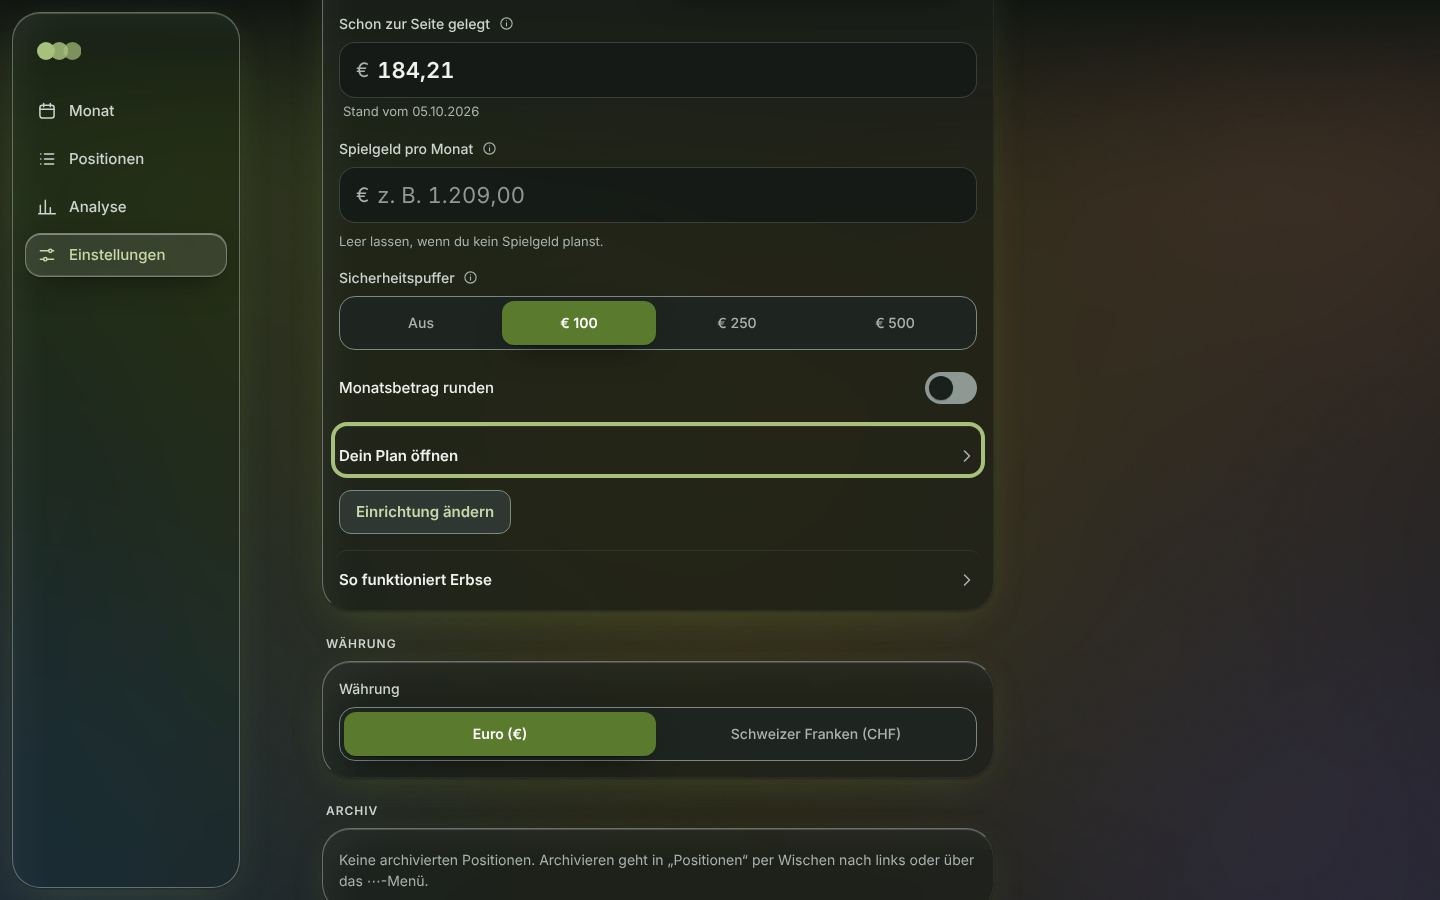 Monat
Positionen
Analyse
Einstellungen
Schon zur Seite gelegt
€ 184,21
Stand vom 05.10.2026
Spielgeld pro Monat
€ z. B. 1.209,00
Leer lassen, wenn du kein Spielgeld planst.
Sicherheitspuffer
Aus € 100 € 250 € 500
Monatsbetrag runden
Dein Plan öffnen
Einrichtung ändern
So funktioniert Erbse
WÄHRUNG
Währung
Euro (€) Schweizer Franken (CHF)
ARCHIV
Keine archivierten Positionen. Archivieren geht in „Positionen“ per Wischen nach links oder über
das ···-Menü.